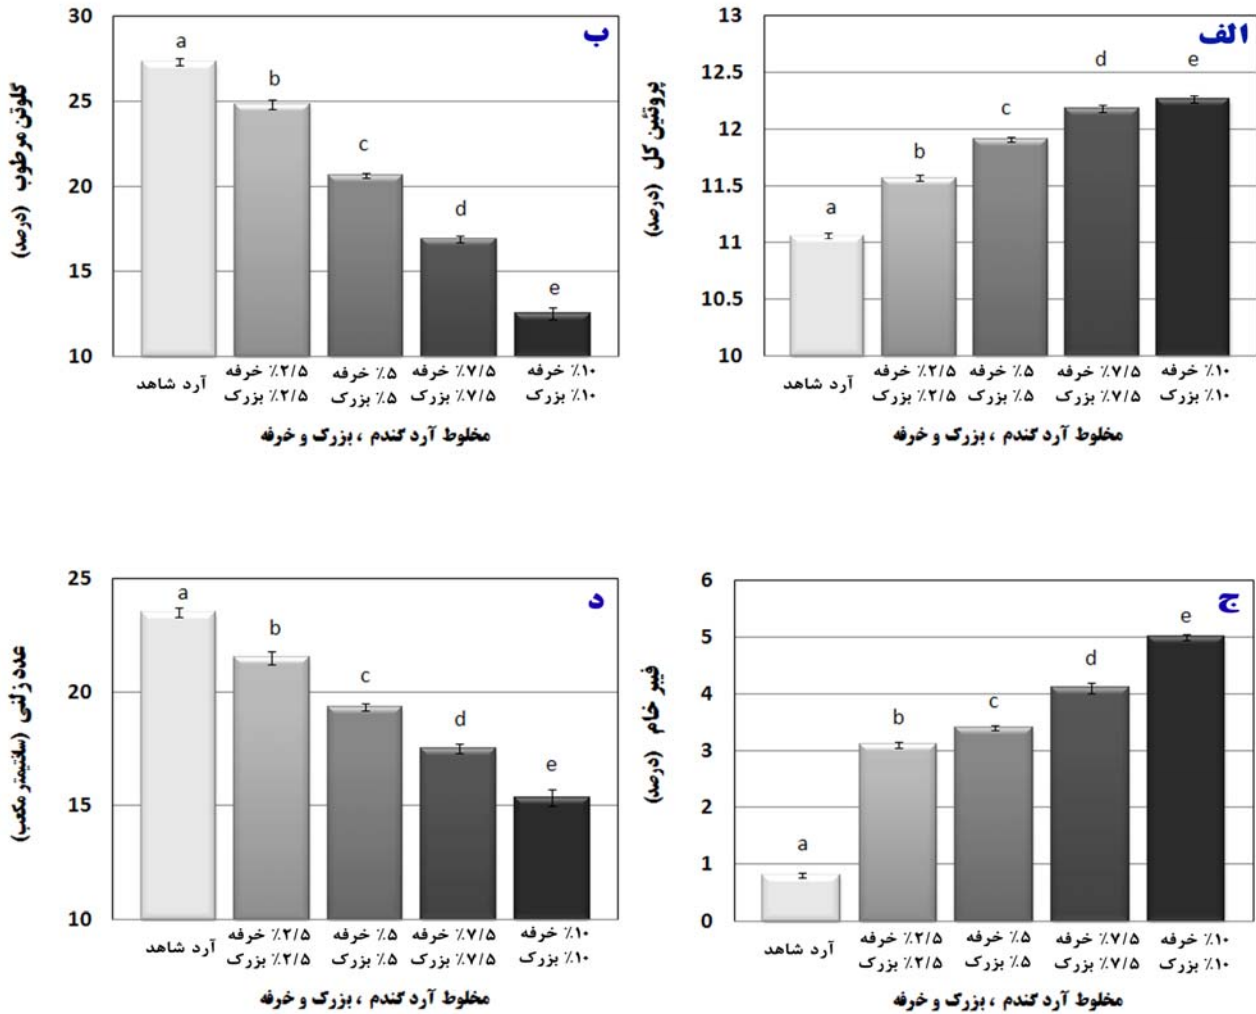 الف
پروتئین کل (درصد)
13
12.5
12
11.5
11
10.5
10
a
b
c
d
e
آرد شاهد
٪۲/۵ خرفه
٪۲/۵ بزرک
٪۵ خرفه
٪۵ بزرک
٪۷/۵ خرفه
٪۷/۵ بزرک
٪۱۰ خرفه
٪۱۰ بزرک
مخلوط آرد گندم ، بزرک و خرفه
ب
گلوتن مرطوب (درصد)
30
25
20
15
10
a
b
c
d
e
آرد شاهد
٪۲/۵ خرفه
٪۲/۵ بزرک
٪۵ خرفه
٪۵ بزرک
٪۷/۵ خرفه
٪۷/۵ بزرک
٪۱۰ خرفه
٪۱۰ بزرک
مخلوط آرد گندم ، بزرک و خرفه
ج
فیبر خام (درصد)
6
5
4
3
2
1
0
a
b
c
d
e
آرد شاهد
٪۲/۵ خرفه
٪۲/۵ بزرک
٪۵ خرفه
٪۵ بزرک
٪۷/۵ خرفه
٪۷/۵ بزرک
٪۱۰ خرفه
٪۱۰ بزرک
مخلوط آرد گندم ، بزرک و خرفه
د
عدد زلنی (سانتیمتر مکعب)
25
20
15
10
a
b
c
d
e
آرد شاهد
٪۲/۵ خرفه
٪۲/۵ بزرک
٪۵ خرفه
٪۵ بزرک
٪۷/۵ خرفه
٪۷/۵ بزرک
٪۱۰ خرفه
٪۱۰ بزرک
مخلوط آرد گندم ، بزرک و خرفه